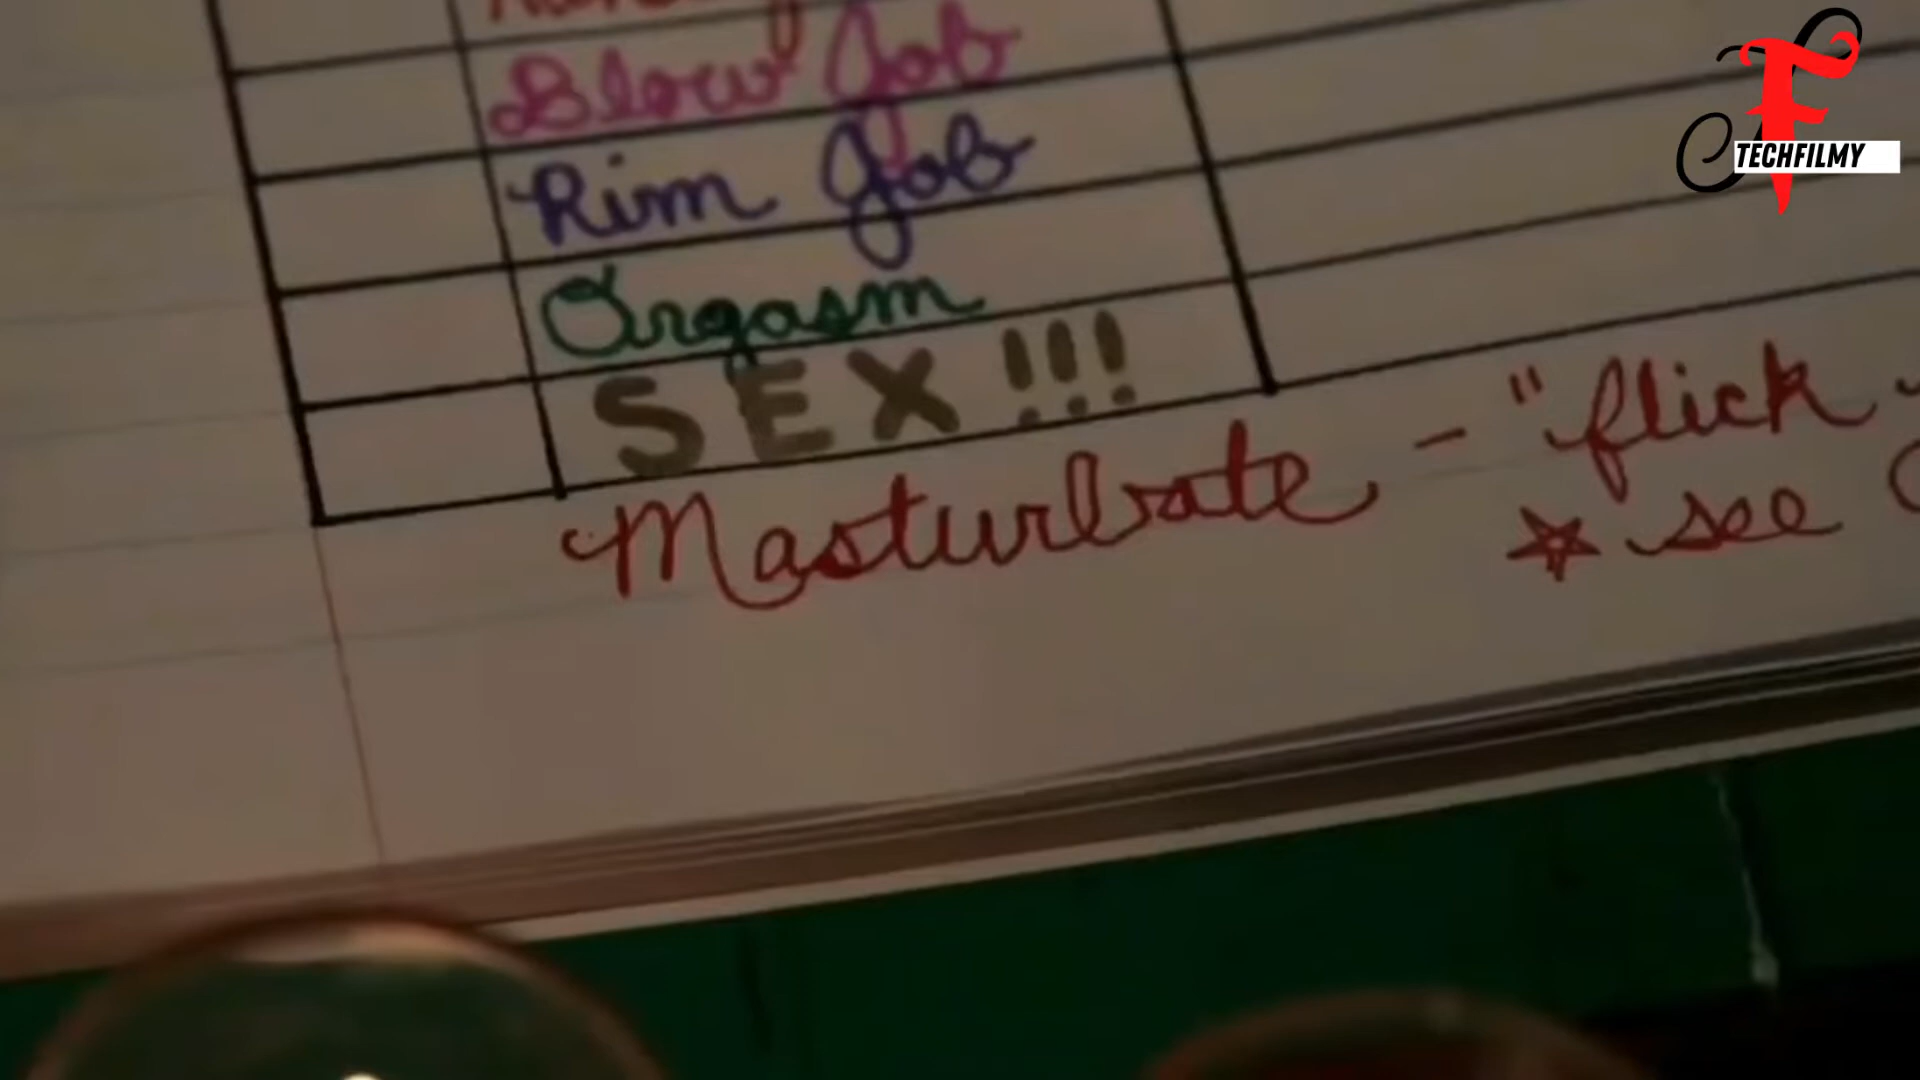 Blow Job
Rim Job
Orgasm
SEX!!!
Masturbate - "flick
* see
TECHFILMY